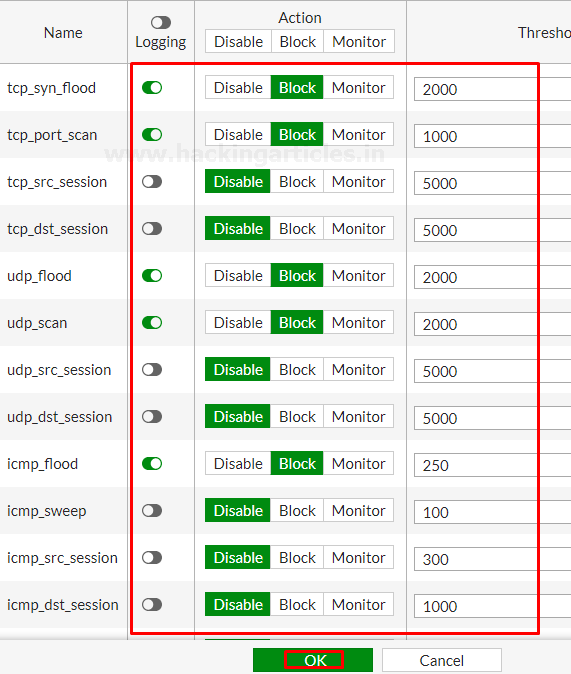 Name Logging Action Thresho
Disable Block Monitor
tcp_syn_flood Disable Block Monitor 2000
tcp_port_scan Disable Block Monitor 1000
www.hackingarticles.in
tcp_src_session Disable Block Monitor 5000
tcp_dst_session Disable Block Monitor 5000
udp_flood Disable Block Monitor 2000
udp_scan Disable Block Monitor 2000
udp_src_session Disable Block Monitor 5000
udp_dst_session Disable Block Monitor 5000
icmp_flood Disable Block Monitor 250
icmp_sweep Disable Block Monitor 100
icmp_src_session Disable Block Monitor 300
icmp_dst_session Disable Block Monitor 1000
OK Cancel